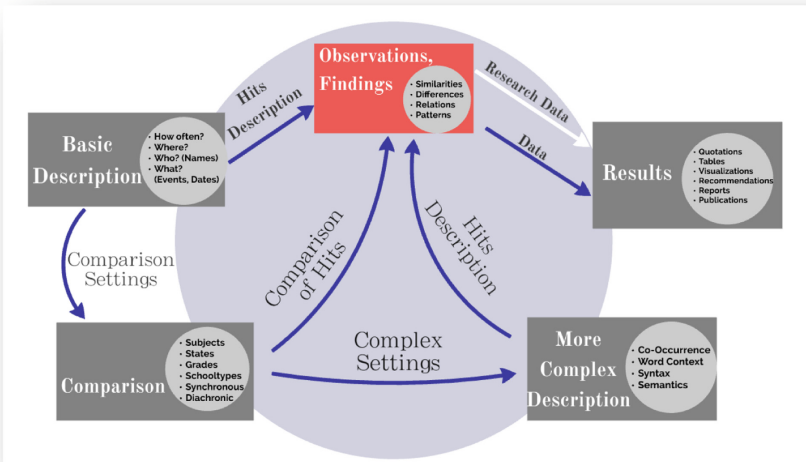 Observations,
Findings
• Similarities
• Differences
• Relations
• Patterns
Hits
Description
Research Data
Data
Basic
Description
• How often?
• Where?
• Who? (Names)
• What?
(Events, Dates)
Results
• Quotations
• Tables
• Visualizations
• Recommendations
• Reports
• Publications
Comparison
Settings
Comparison
of Hits
Hits
Description
Comparison
• Subjects
• States
• Grades
• Schooltypes
• Synchronous
• Diachronic
Complex
Settings
More
Complex
Description
• Co-Occurrence
• Word Context
• Syntax
• Semantics